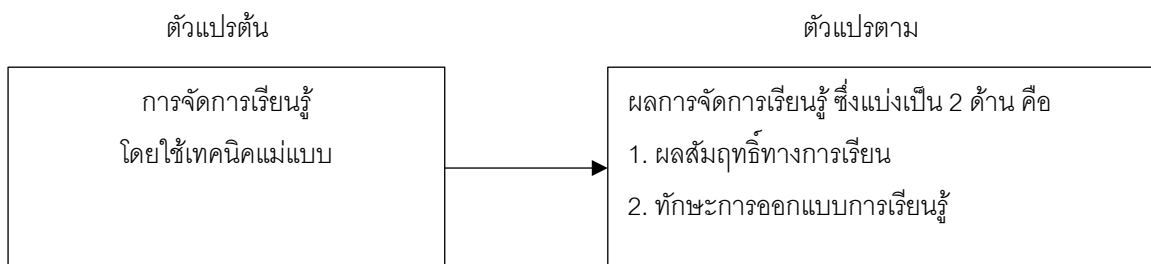 ตัวแปรต้น
ตัวแปรตาม
การจัดการเรียนรู้
โดยใช้เทคนิคแม่แบบ
ผลการจัดการเรียนรู้ ซึ่งแบ่งเป็น 2 ด้าน คือ
1. ผลสัมฤทธิ์ทางการเรียน
2. ทักษะการออกแบบการเรียนรู้